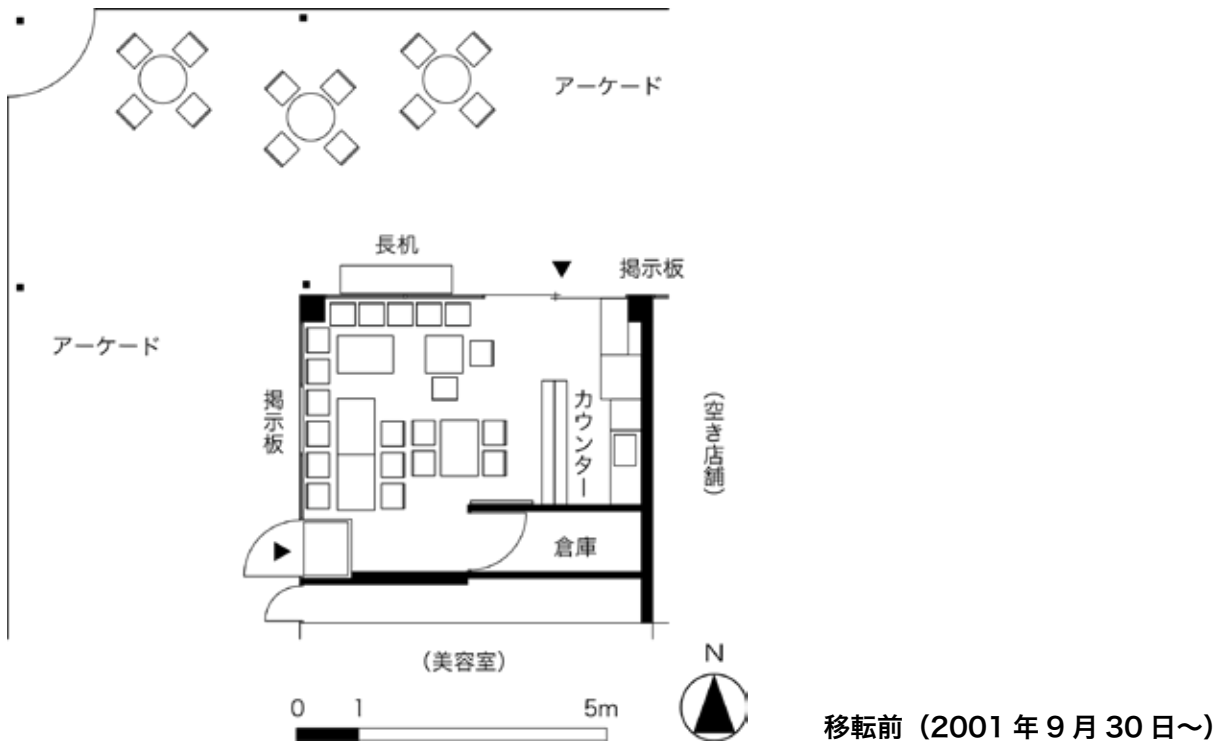 アーケード
長机
掲示板
アーケード
掲示板
カウンター
（空き店舗）
倉庫
（美容室）
N
0 1 5m
移転前（2001 年 9 月 30 日〜）